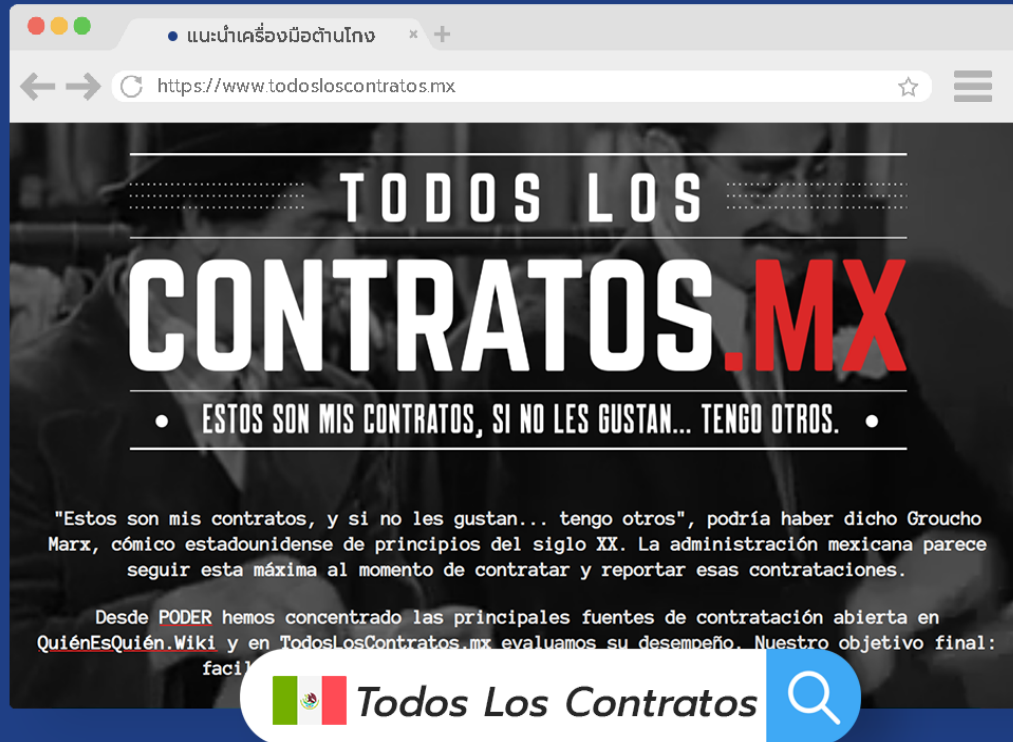 แนะนำเครื่องมือต้านโกง
https://www.todosloscontratos.mx
TODOS LOS
CONTRATOS.MX
• ESTOS SON MIS CONTRATOS, SI NO LES GUSTAN... TENGO OTROS. •
"Estos son mis contratos, y si no les gustan... tengo otros", podría haber dicho Groucho
Marx, cómico estadounidense de principios del siglo XX. La administración mexicana parece
seguir esta máxima al momento de contratar y reportar esas contrataciones.
Desde PODER hemos concentrado las principales fuentes de contratación abierta en
QuiénEsQuién.Wiki y en TodosLosContratos.mx evaluamos su desempeño. Nuestro objetivo final:
Todos Los Contratos